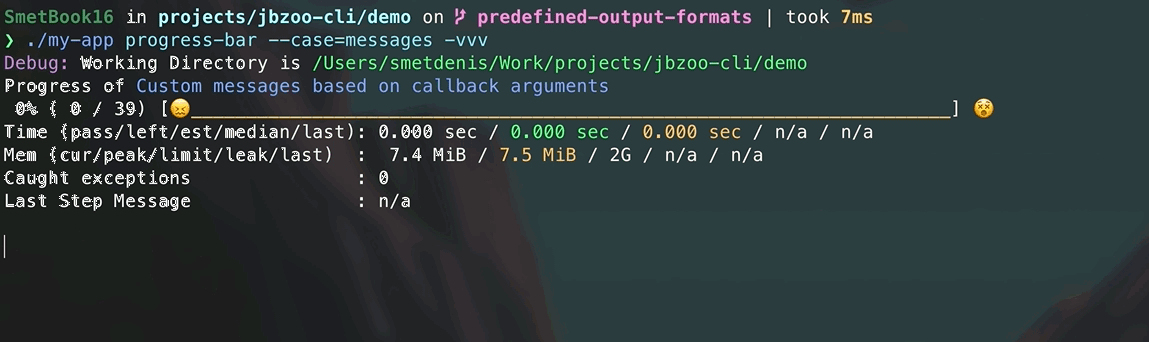 SmetBook16 in projects/jbzoo-cli/demo on predefined-output-formats | took 7ms
❯ ./my-app progress-bar --case=messages -vvv
Debug: Working Directory is /Users/smetdenis/Work/projects/jbzoo-cli/demo
Progress of Custom messages based on callback arguments
0% ( 0 / 39) [😖______________________________________________________________________] 😵
Time (pass/left/est/median/last): 0.000 sec / 0.000 sec / 0.000 sec / n/a / n/a
Mem (cur/peak/limit/leak/last)  :  7.4 MiB / 7.5 MiB / 2G / n/a / n/a
Caught exceptions               : 0
Last Step Message               : n/a